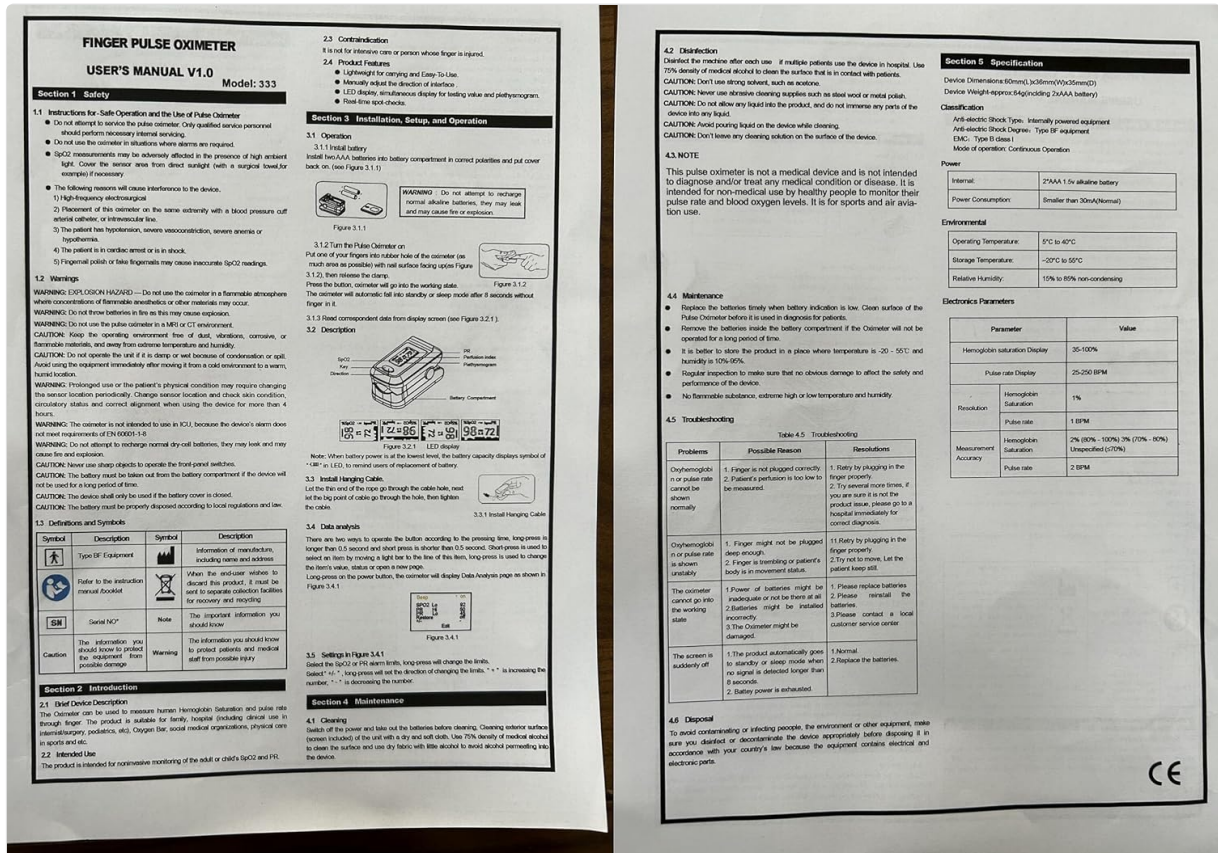 FINGER PULSE OXIMETER
USER'S MANUAL V1.0
Model: 333
Section 1 Safety
1.1 Instructions for Safe Operation and the Use of Pulse Oximeter
● Do not attempt to service the pulse oximeter. Only qualified service personnel
should perform necessary internal servicing.
● Do not use the oximeter in situations where alarms are required.
● SpO2 measurements may be adversely affected in the presence of high ambient
light. Cover the sensor area from direct sunlight (with a surgical towel,for
example) if necessary
● The following reasons will cause interference to the device.
1) High-frequency electrosurgical
2) Placement of this oximeter on the same extremity with a blood pressure cuff
arterial catheter, or intravascular line.
3) The patient has hypotension, severe vasoconstriction, severe anemia or
hypothermia.
4) The patient is in cardiac arrest or is in shock.
5) Fingernail polish or fake fingernails may cause inaccurate SpO2 readings.
1.2 Warnings
WARNING: EXPLOSION HAZARD — Do not use the oximeter in a flammable atmosphere
where concentrations of flammable anesthetics or other materials may occur.
WARNING: Do not throw batteries in fire as this may cause explosion.
WARNING: Do not use the pulse oximeter in a MRI or CT environment.
CAUTION: Keep the operating environment free of dust, vibrations, corrosive, or
flammable materials, and away from extreme temperature and humidity.
CAUTION: Do not operate the unit if it is damp or wet because of condensation or spill.
Avoid using the equipment immediately after moving it from a cold environment to a warm,
humid location.
WARNING: Prolonged use or the patient's physical condition may require changing
the sensor location periodically. Change sensor location and check skin condition,
circulatory status and correct alignment when using the device for more than 4
hours.
WARNING: The oximeter is not intended to use in ICU, because the device's alarm does
not meet requirements of EN 60601-1-8
WARNING: Do not attempt to recharge normal dry-cell batteries, they may leak and may
cause fire and explosion.
CAUTION: Never use sharp objects to operate the front-panel switches.
CAUTION: The battery must be taken out from the battery compartment if the device will
not be used for a long period of time.
CAUTION: The device shall only be used if the battery cover is closed.
CAUTION: The battery must be properly disposed according to local regulations and law.
1.3 Definitions and Symbols
Symbol Description Symbol Description
Type BF Equipment
Information of manufacture,
including name and address
Refer to the instruction
manual /booklet
When the end-user wishes to
discard this product , it must be
sent to separate collection facilities
for recovery and recycling
SN Serial NO"
Note The important information you
should know
Caution The information you
should know to protect
the equipment from
possible damage
Warning The information you should know
to protect patients and medical
staff from possible injury
Section 2 Introduction
2.1 Brief Device Description
The Oximeter can be used to measure human Hemoglobin Saturation and pulse rate
through finger. The product is suitable for family, hospital (including clinical use in
internist/surgery, pediatrics, etc), Oxygen Bar, social medical organizations, physical care
in sports and etc.
2.2 Intended Use
The product is intended for noninvasive monitoring of the adult or child's SpO2 and PR.
2.3 Contraindication
It is not for intensive care or person whose finger is injured.
2.4 Product Features
● Lightweight for carrying and Easy-To-Use.
● Manually adjust the direction of interface .
● LED display, simultaneous display for testing value and plethysmogram.
● Real-time spot-checks.
Section 3 Installation, Setup, and Operation
3.1 Operation
3.1.1 Install battery
Install two AAA batteries into battery compartment in correct polarities and put cover
back on. (see Figure 3.1.1)
WARNING : Do not attempt to recharge
normal alkaline batteries, they may leak
and may cause fire or explosion.
Figure 3.1.1
3.1.2 Turn the Pulse Oximeter on
Put one of your fingers into rubber hole of the oximeter (as
much area as possible) with nail surface facing up(as Figure
3.1.2), then release the clamp.
Press the button, oximeter will go into the working state.
Figure 3.1.2
The oximeter will automatic fall into standby or sleep mode after 8 seconds without
finger in it.
3.1.3 Read correspondent data from display screen (see Figure 3.2.1 ).
3.2 Description
SpO2
Key
Direction
PR
Perfusion index
Plethysmogram
Battery Compartment
98 72
Figure 3.2.1 LED display
Note: When battery power is at the lowest level, the battery capacity displays symbol of
" " in LED, to remind users of replacement of battery.
3.3 Install Hanging Cable.
Let the thin end of the rope go through the cable hole, next
let the big point of cable go through the hole, then tighten
the cable.
3.3.1 Install Hanging Cable
3.4 Data analysis
There are two ways to operate the button according to the pressing time, long-press is
longer than 0.5 second and short press is shorter than 0.5 second. Short-press is used to
select an item by moving a light bar to the line of this item, long-press is used to change
the item's value, status or open a new page.
Long-press on the power button, the oximeter will display Data Analysis page as shown in
Figure 3.4.1
Figure 3.4.1
3.5 Settings in Figure 3.4.1
Select the SpO2 or PR alarm limits, long-press will change the limits.
Select" +/- " , long-press will set the direction of changing the limits. " + " is increasing the
number, " - " is decreasing the number.
Section 4 Maintenance
4.1 Cleaning
Switch off the power and take out the batteries before cleaning, Cleaning exterior surface
(screen included) of the unit with a dry and soft cloth. Use 75% density of medical alcohol
to clean the surface and use dry fabric with little alcohol to avoid alcohol permeating into
the device.
4.2 Disinfection
Disinfect the machine after each use if multiple patients use the device in hospital. Use
75% density of medical alcohol to clean the surface that is in contact with patients.
CAUTION: Don't use strong solvent, such as acetone.
CAUTION: Never use abrasive cleaning supplies such as steel wool or metal polish.
CAUTION: Do not allow any liquid into the product, and do not immerse any parts of the
device into any liquid.
CAUTION: Avoid pouring liquid on the device while cleaning.
CAUTION: Don't leave any cleaning solution on the surface of the device.
4.3. NOTE
This pulse oximeter is not a medical device and is not intended
to diagnose and/or treat any medical condition or disease. It is
intended for non-medical use by healthy people to monitor their
pulse rate and blood oxygen levels. It is for sports and air avia-
tion use.
4.4 Maintenance
● Replace the batteries timely when battery indication is low. Clean surface of the
Pulse Oximeter before it is used in diagnosis for patients.
● Remove the batteries inside the battery compartment if the Oximeter will not be
operated for a long period of time.
● It is better to store the product in a place where temperature is -20 - 55℃ and
humidity is 10%-95%.
● Regular inspection to make sure that no obvious damage to affect the safety and
performance of the device.
● No flammable substance, extreme high or low temperature and humidity.
4.5 Troubleshooting
Table 4.5 Troubleshooting
Problems Possible Reason Resolutions
Oxyhemoglobi
n or pulse rate
cannot be
shown
normally
1. Finger is not plugged correctly.
2. Patient's perfusion is too low to
be measured.
1. Retry by plugging in the
finger properly.
2. Try several more times, if
you are sure it is not the
product issue, please go to a
hospital immediately for
correct diagnosis.
Oxyhemoglobi
n or pulse rate
is shown
unstably
1. Finger might not be plugged
deep enough.
2. Finger is trembling or patient's
body is in movement status.
11.Retry by plugging in the
finger properly.
2.Try not to move, Let the
patient keep still.
The oximeter
cannot go into
the working
state
1.Power of batteries might be
inadequate or not be there at all
2.Batteries might be installed
incorrectly.
3.The Oximeter might be
damaged.
1. Please replace batteries
2. Please reinstall the
batteries.
3.Please contact a local
customer service center
The screen is
suddenly off
1.The product automatically goes
to standby or sleep mode when
no signal is detected longer than
8 seconds.
2. Battey power is exhausted.
1.Normal.
2.Replace the batteries.
4.6 Disposal
To avoid contaminating or infecting peopeple, the environment or other equipment, make
sure you disinfect or decontaminate the device appropriately before disposing it in
accordance with your country's law because the equipment contains electrical and
electronic parts.
Section 5 Specification
Device Dimensions:60mm(L)x36mm(W)x35mm(D)
Device Weight-approx:64g(incIding 2xAAA battery)
Classification
Anti-electric Shock Type: Internally powered equipment
Anti-electric Shock Degree: Type BF equipment
EMC: Type B class I
Mode of operation: Continuous Operation
Power
Internal: 2*AAA 1.5v alkaline battery
Power Consumption: Smaller than 30mA(Normal)
Environmental
Operating Temperature: 5°C to 40°C
Storage Temperature: -20°C to 55°C
Relative Humidity: 15% to 85% non-condensing
Electronics Parameters
Parameter Value
Hemoglobin saturation Display 35-100%
Pulse rate Display 25-250 BPM
Resolution Hemoglobin
Saturation 1%
Pulse rate 1 BPM
Measurement
Accuracy
Hemoglobin
Saturation
2% (80% - 100%) 3% (70% - 80%)
Unspecified (≤70%)
Pulse rate 2 BPM
CE